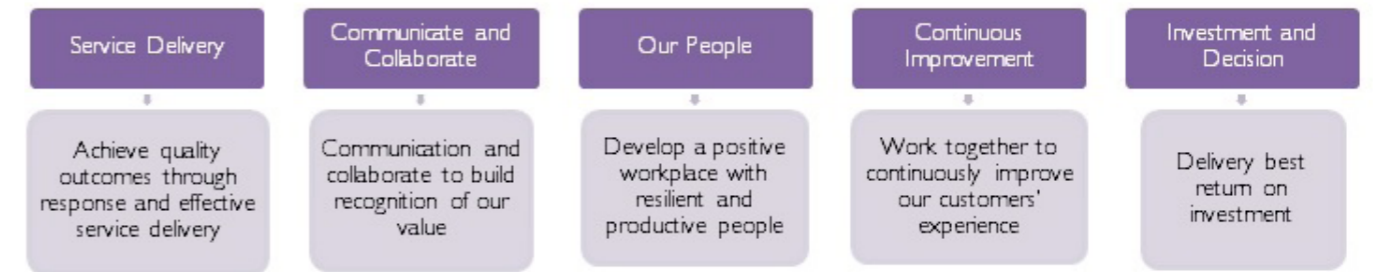 Service Delivery
Achieve quality
outcomes through
response and effective
service delivery
Communicate and
Collaborate
Communication and
collaborate to build
recognition of our
value
Our People
Develop a positive
workplace with
resilient and
productive people
Continuous
Improvement
Work together to
continuously improve
our customers’
experience
Investment and
Decision
Delivery best
return on
investment